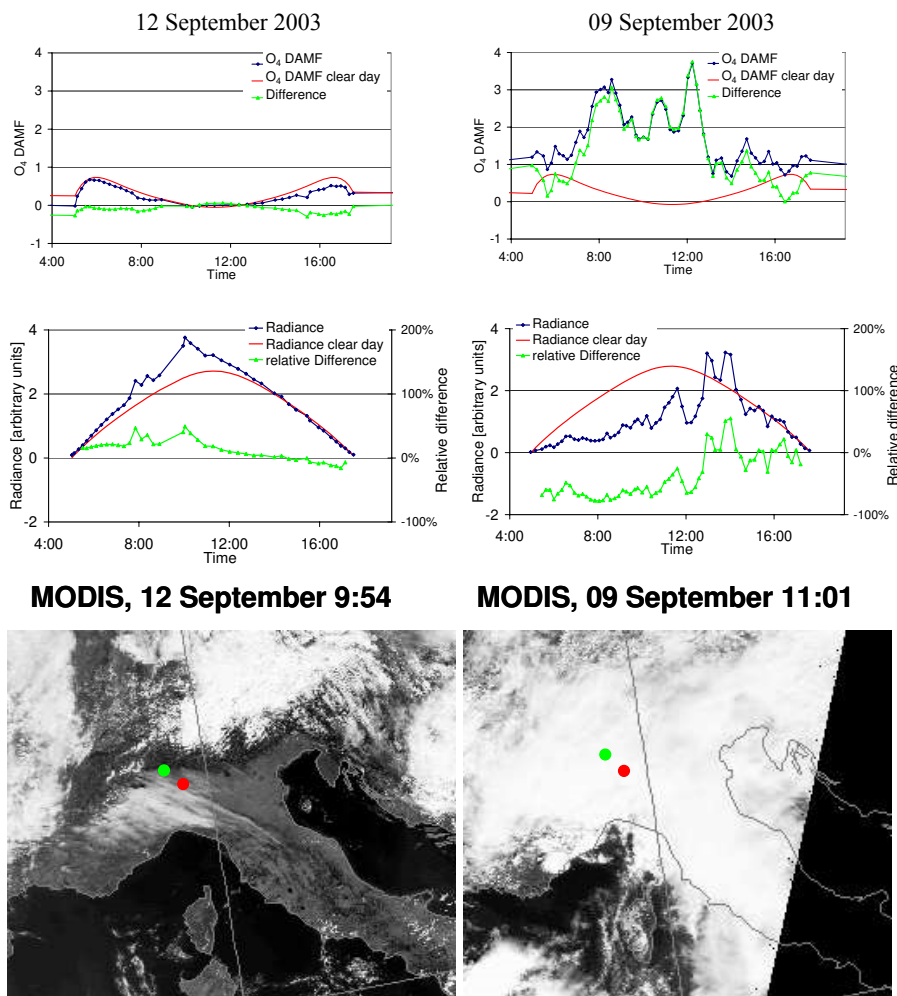 12 September 2003
09 September 2003
4
3
2
1
0
-1
O₄ DAMF
4:00
8:00
12:00
16:00
Time
O₄ DAMF
O₄ DAMF clear day
Difference
4
3
2
1
0
-1
O₄ DAMF
4:00
8:00
12:00
16:00
Time
O₄ DAMF
O₄ DAMF clear day
Difference
4
2
0
-2
Radiance [arbitrary units]
4:00
8:00
12:00
16:00
Time
Radiance
Radiance clear day
relative Difference
200%
100%
0%
-100%
Relative difference
4
2
0
-2
Radiance [arbitrary units]
4:00
8:00
12:00
16:00
Time
Radiance
Radiance clear day
relative Difference
200%
100%
0%
-100%
Relative difference
MODIS, 12 September 9:54
MODIS, 09 September 11:01